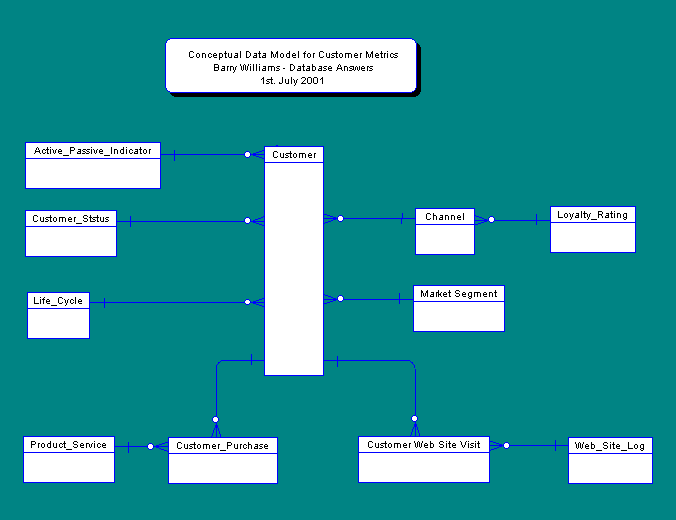 Conceptual Data Model for Customer Metrics
Barry Williams - Database Answers
1st. July 2001
Active_Passive_Indicator
Customer
Customer_Ststus
Channel
Loyalty_Rating
Life_Cycle
Market Segment
Product_Service
Customer_Purchase
Customer Web Site Visit
Web_Site_Log